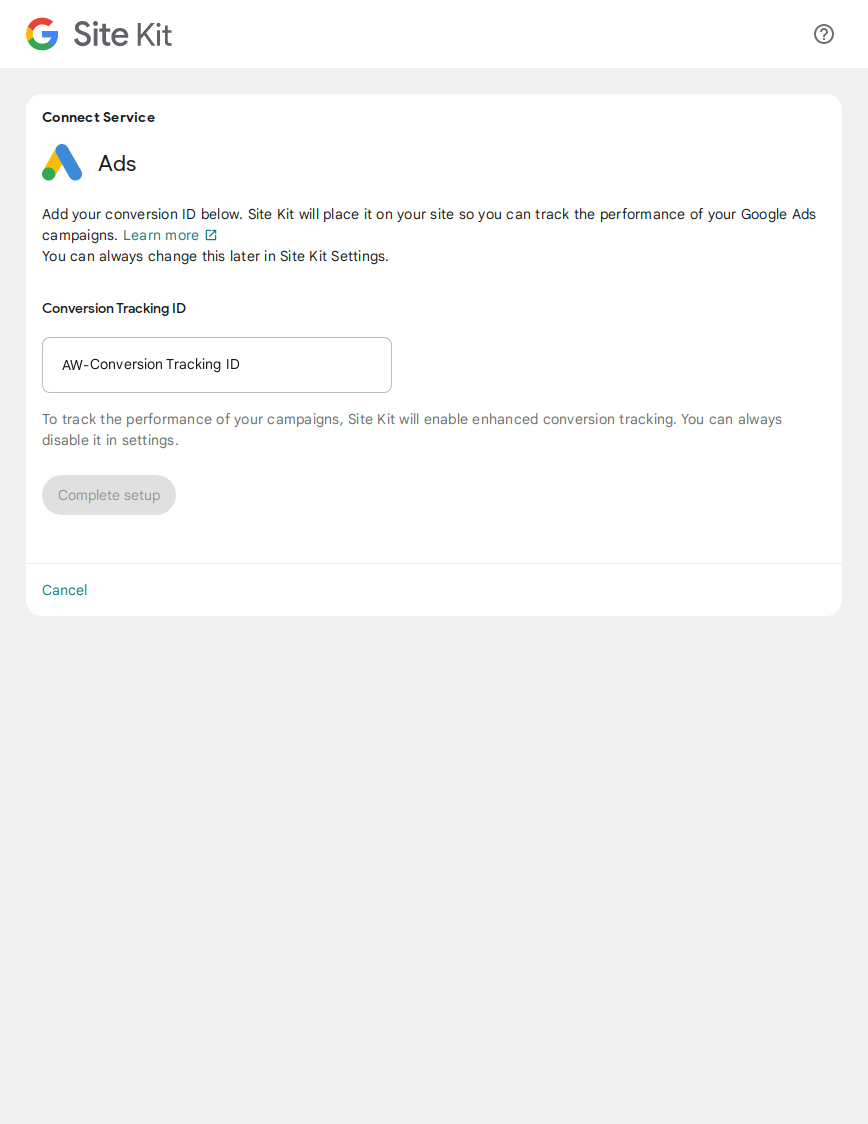 Site Kit
Connect Service
Ads
Add your conversion ID below. Site Kit will place it on your site so you can track the performance of your Google Ads
campaigns. Learn more
You can always change this later in Site Kit Settings.
Conversion Tracking ID
AW-Conversion Tracking ID
To track the performance of your campaigns, Site Kit will enable enhanced conversion tracking. You can always
disable it in settings.
Complete setup
Cancel